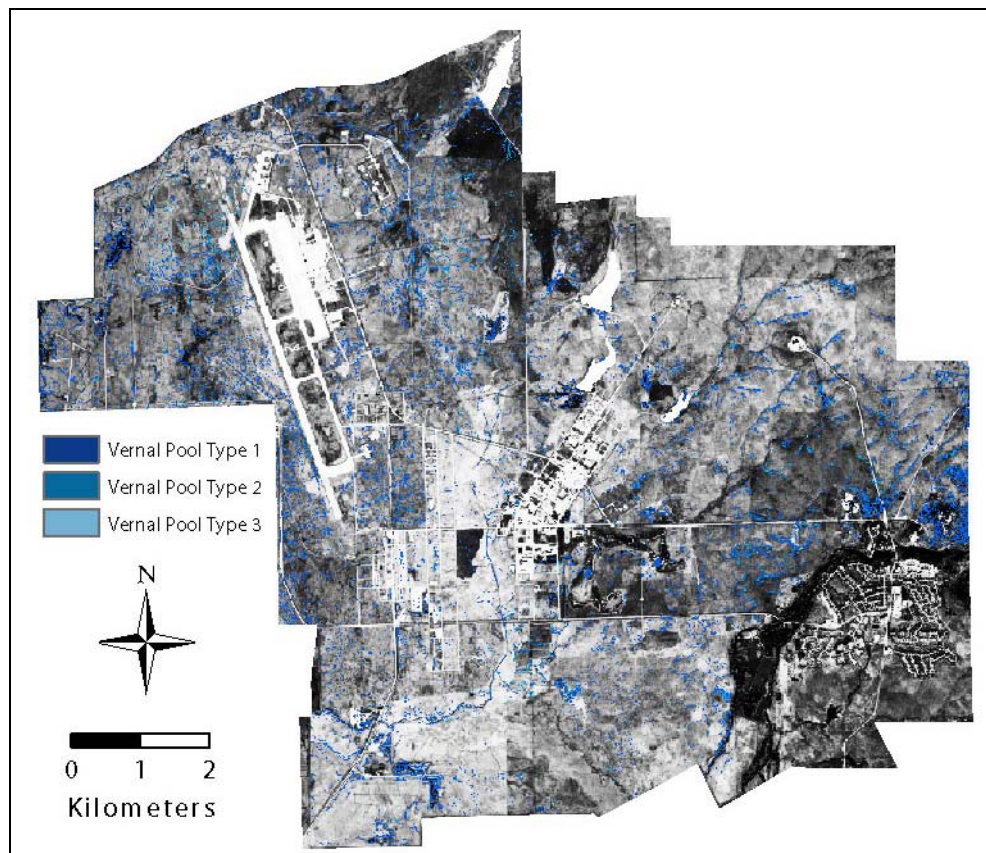 Vernal Pool Type 1
Vernal Pool Type 2
Vernal Pool Type 3
N
0 1 2
Kilometers